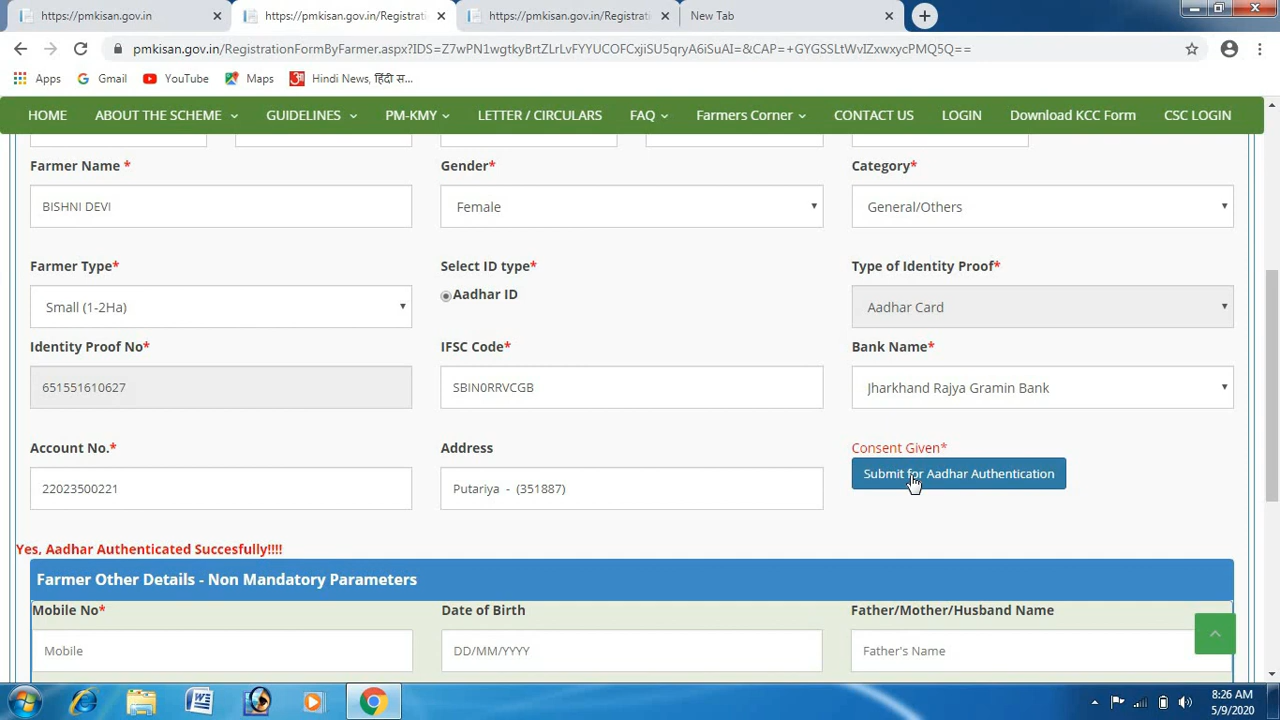 https://pmkisan.gov.in × https://pmkisan.gov.in/Registrati × https://pmkisan.gov.in/Registrati × New Tab ×
pmkisan.gov.in/RegistrationFormByFarmer.aspx?IDS=Z7wPN1wgtkyBrtZLrLvFYYUCOFCxjiSU5qryA6iSuAI=&CAP=+GYGSSLtWvIZxwxycPMQ5Q==
Apps Gmail YouTube Maps Hindi News, हिंदी स...
HOME ABOUT THE SCHEME GUIDELINES PM-KMY LETTER / CIRCULARS FAQ Farmers Corner CONTACT US LOGIN Download KCC Form CSC LOGIN
Farmer Name * Gender* Category*
BISHNI DEVI Female General/Others
Farmer Type* Select ID type* Type of Identity Proof*
Aadhar ID
Small (1-2Ha) Aadhar Card
Identity Proof No* IFSC Code* Bank Name*
651551610627 SBIN0RRVCGB Jharkhand Rajya Gramin Bank
Account No.* Address Consent Given*
Submit for Aadhar Authentication
22023500221 Putariya - (351887)
Yes, Aadhar Authenticated Succesfully!!!!
Farmer Other Details - Non Mandatory Parameters
Mobile No* Date of Birth Father/Mother/Husband Name
Mobile DD/MM/YYYY Father's Name
8:26 AM
5/9/2020